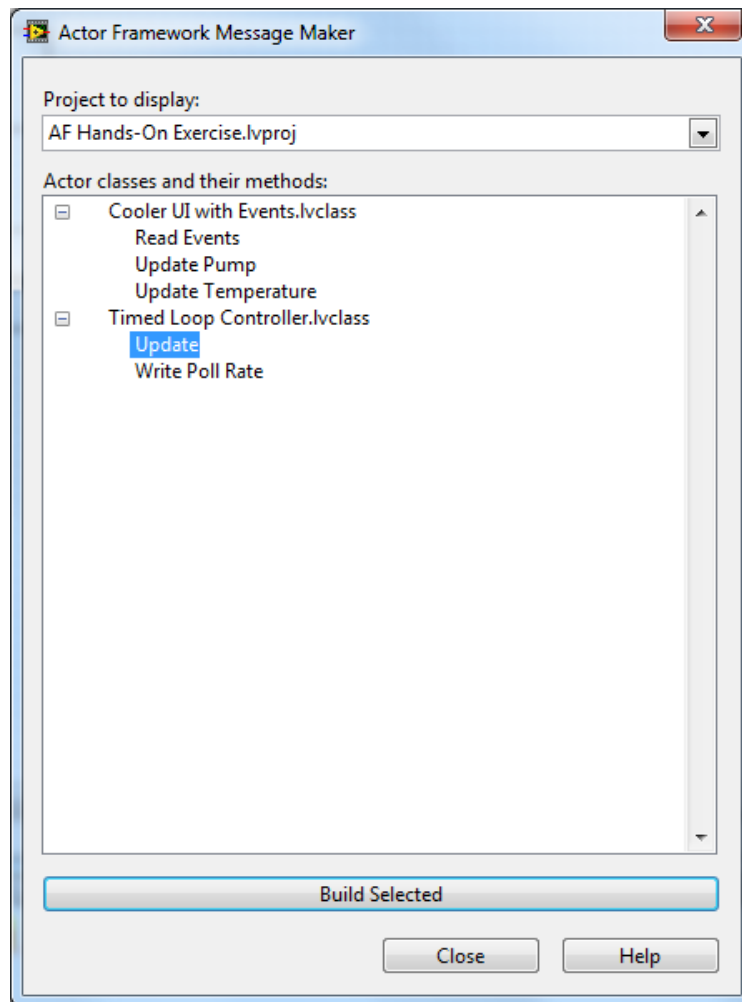 Actor Framework Message Maker
Project to display:
AF Hands-On Exercise.lvproj
Actor classes and their methods:
Cooler UI with Events.lvclass
Read Events
Update Pump
Update Temperature
Timed Loop Controller.lvclass
Update
Write Poll Rate
Build Selected
Close
Help